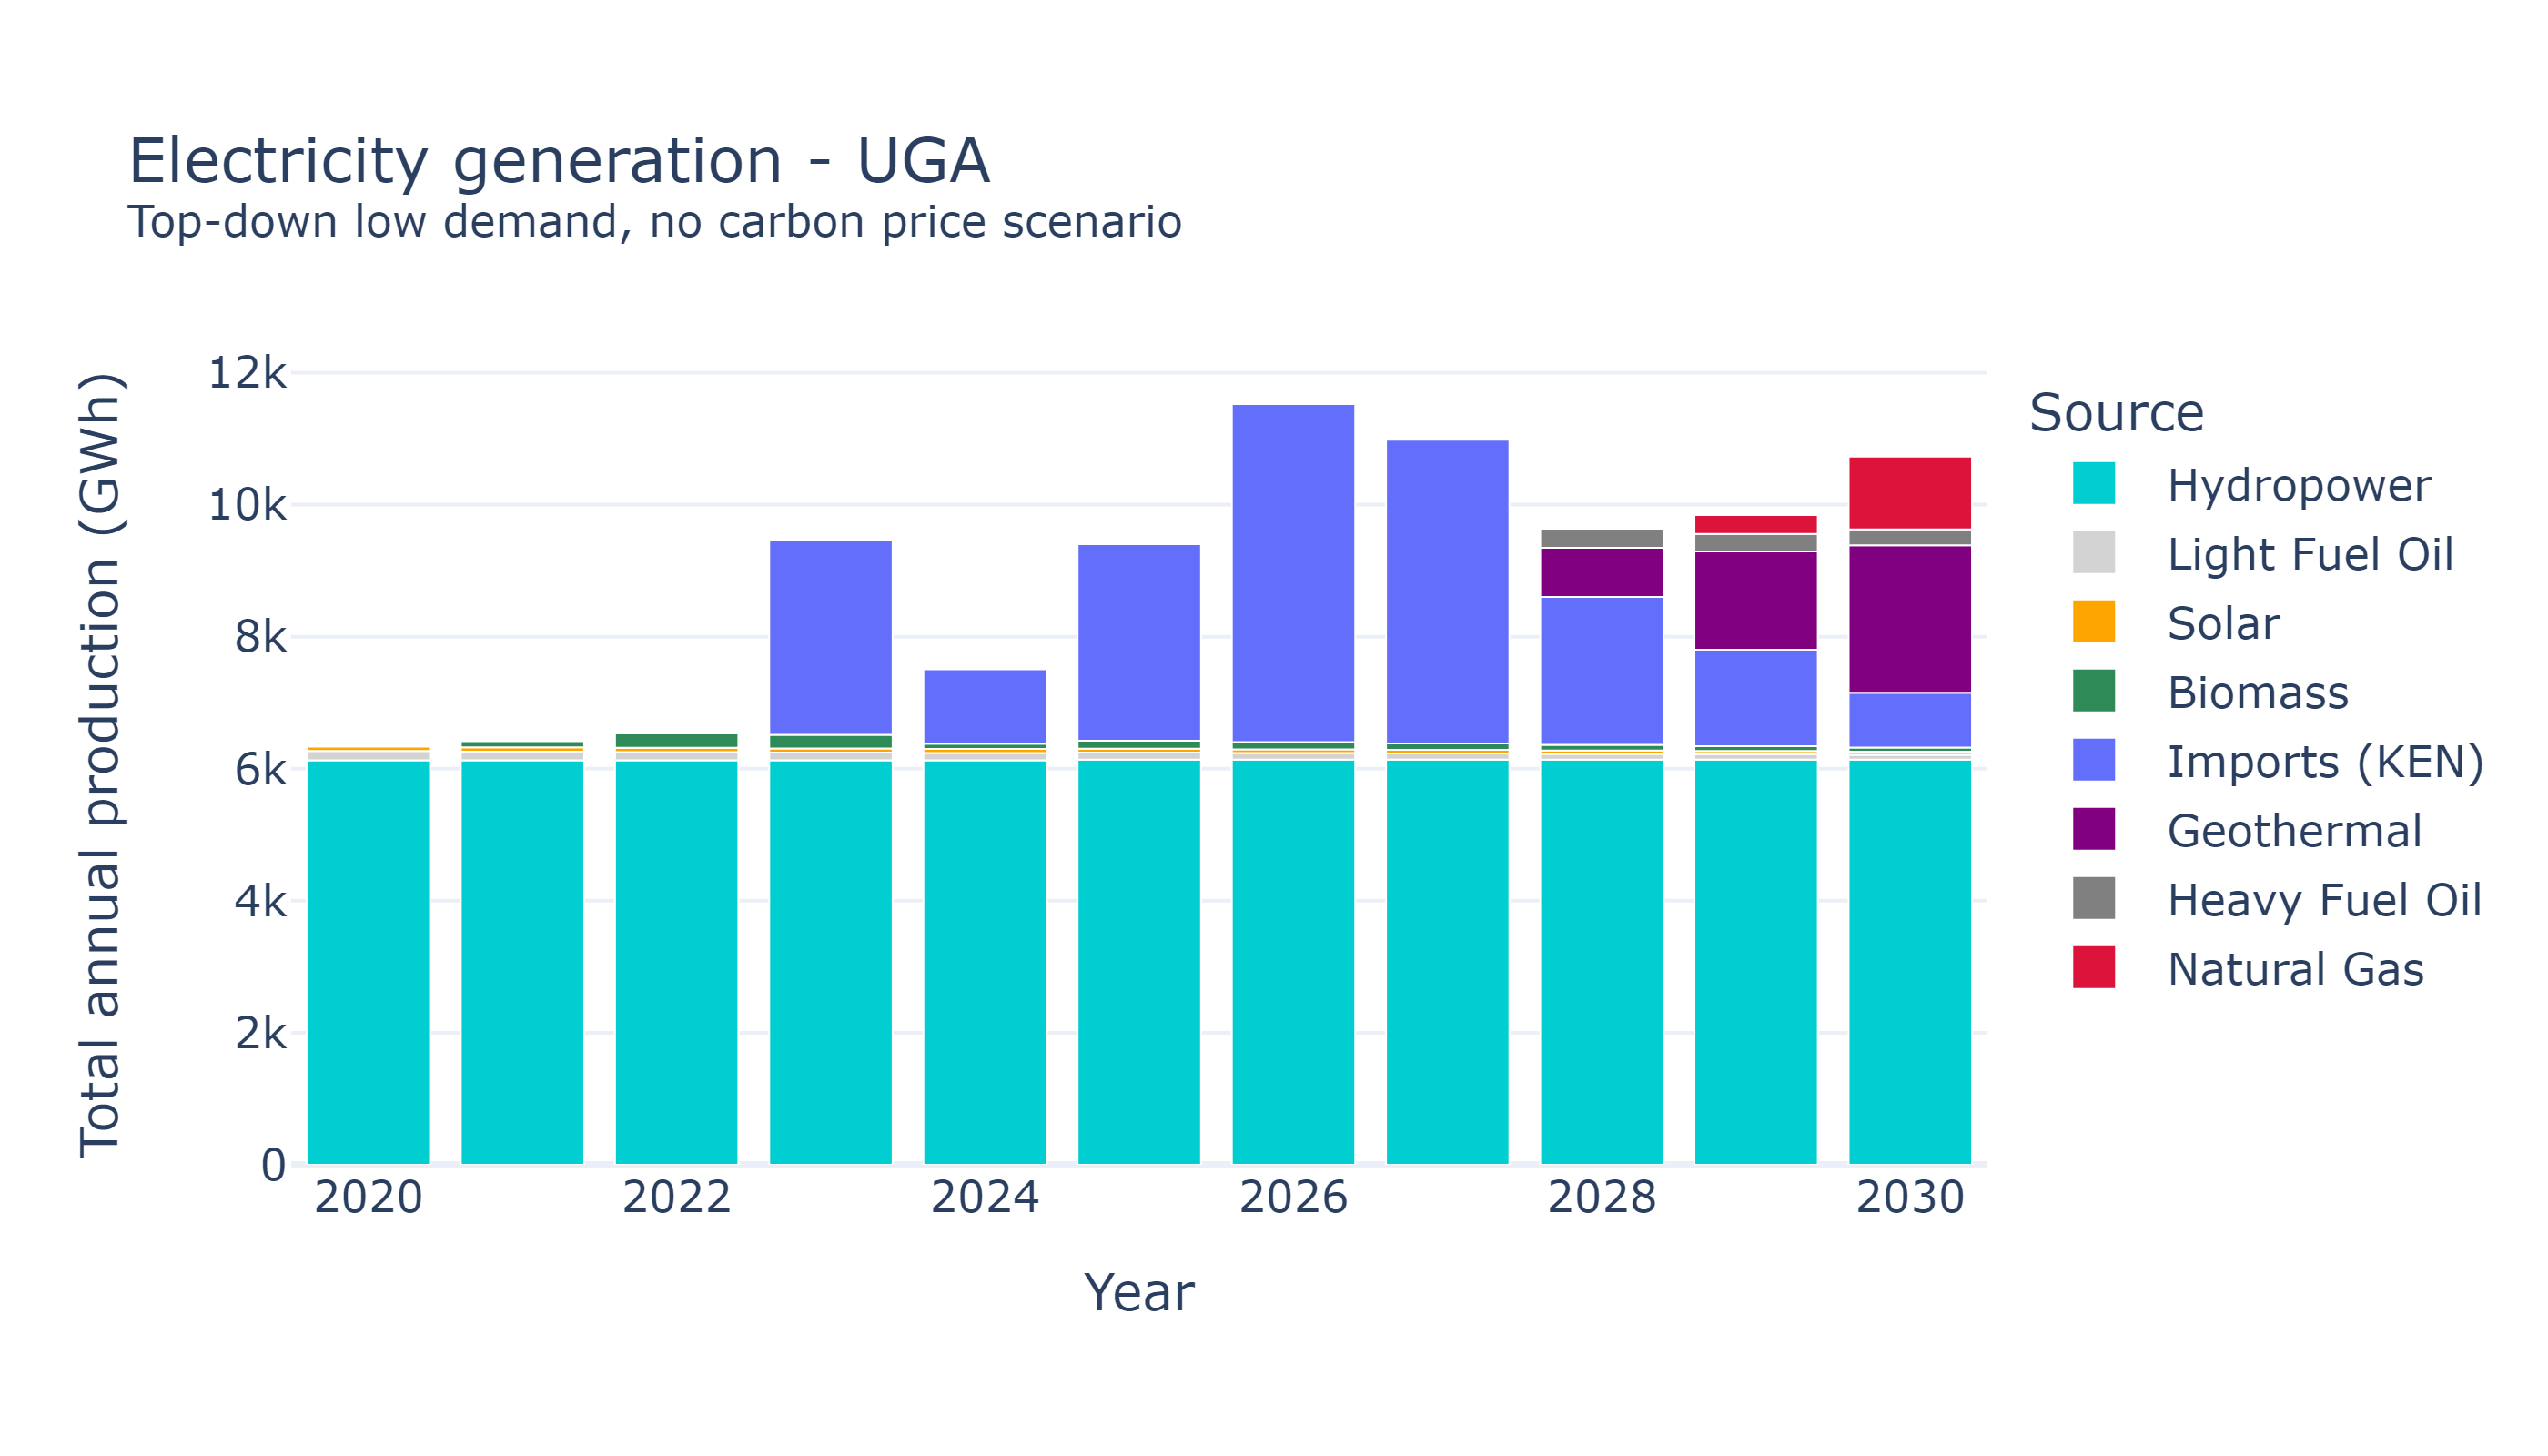 Electricity generation - UGA
Top-down low demand, no carbon price scenario
Total annual production (GWh)
12k
10k
8k
6k
4k
2k
0
2020
2022
2024
2026
2028
2030
Year
Source
Hydropower
Light Fuel Oil
Solar
Biomass
Imports (KEN)
Geothermal
Heavy Fuel Oil
Natural Gas